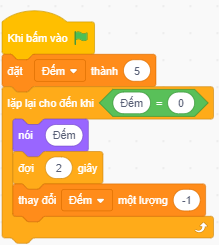 Khi bấm vào
đặt Đếm thành 5
lặp lại cho đến khi Đếm = 0
nói Đếm
đợi 2 giây
thay đổi Đếm một lượng -1